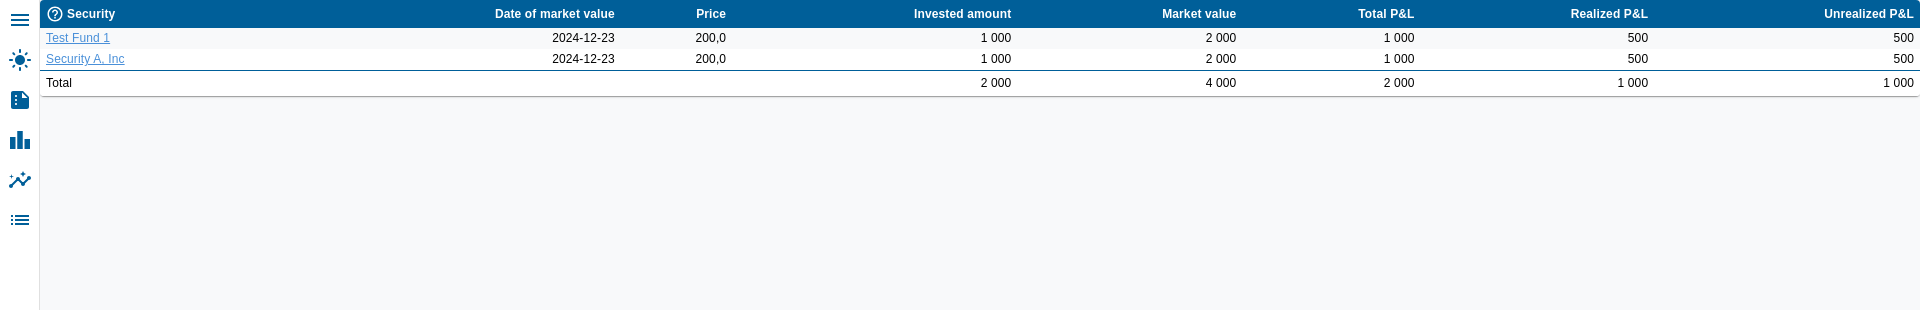 Security Date of market value Price Invested amount Market value Total P&L Realized P&L Unrealized P&L
Test Fund 1 2024-12-23 200,0 1 000 2 000 1 000 500 500
Security A, Inc 2024-12-23 200,0 1 000 2 000 1 000 500 500
Total 2 000 4 000 2 000 1 000 1 000